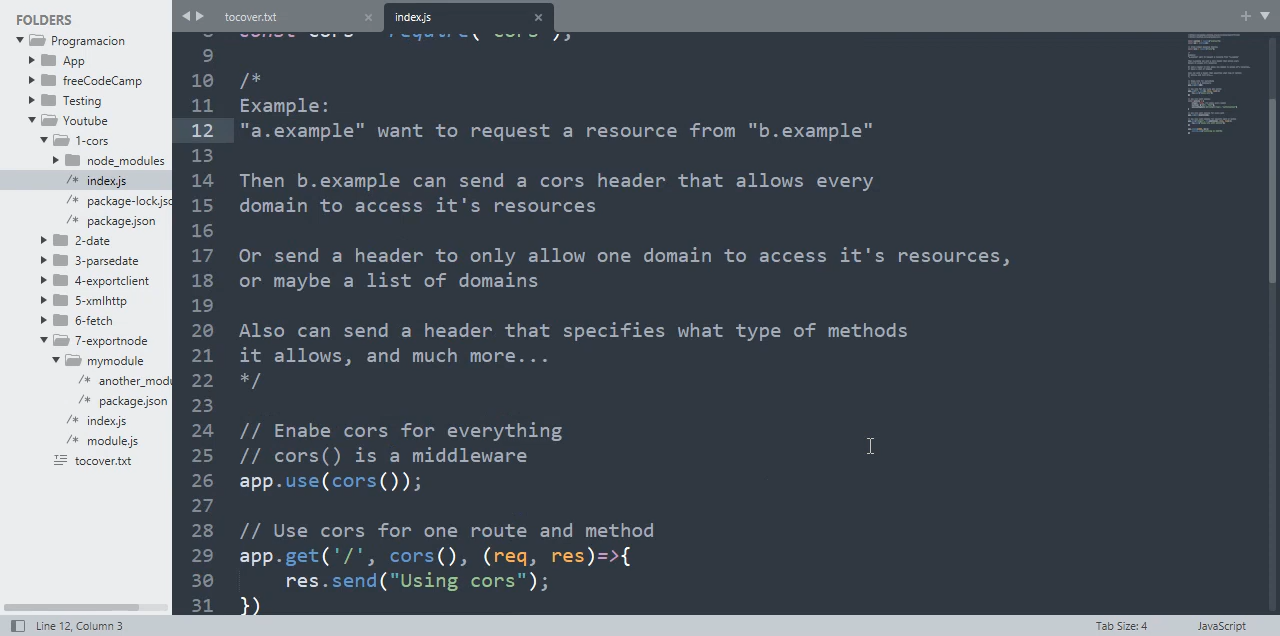 FOLDERS
Programacion
App
freeCodeCamp
Testing
Youtube
1-cors
node_modules
/* index.js
/* package-lock.jsc
/* package.json
2-date
3-parsedate
4-exportclient
5-xmlhttp
6-fetch
7-exportnode
mymodule
/* another_modu
/* package.json
/* index.js
/* module.js
tocover.txt
tocover.txt ×
index.js ×
8 const cors = require("cors");
9
10 /*
11 Example:
12 "a.example" want to request a resource from "b.example"
13
14 Then b.example can send a cors header that allows every
15 domain to access it's resources
16
17 Or send a header to only allow one domain to access it's resources,
18 or maybe a list of domains
19
20 Also can send a header that specifies what type of methods
21 it allows, and much more...
22 */
23
24 // Enabe cors for everything
25 // cors() is a middleware
26 app.use(cors());
27
28 // Use cors for one route and method
29 app.get('/', cors(), (req, res)=>{
30     res.send("Using cors");
31 })
Line 12, Column 3
Tab Size: 4
JavaScript